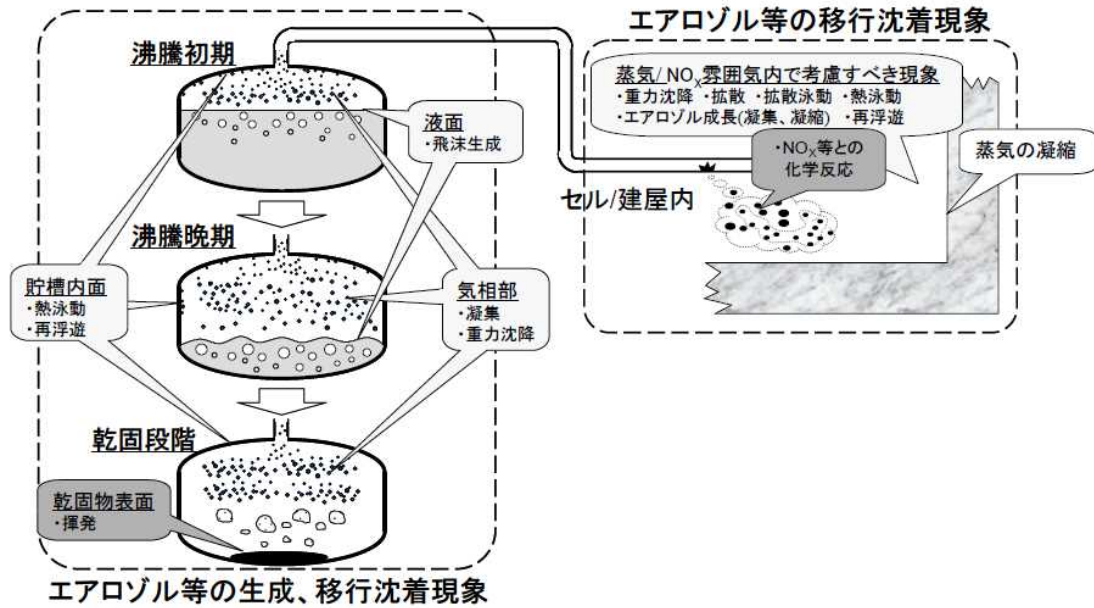 エアロゾル等の移行沈着現象
沸騰初期
蒸気/NOX雰囲気内で考慮すべき現象
・重力沈降 ・拡散 ・拡散泳動 ・熱泳動
・エアロゾル成長(凝集、凝縮) ・再浮遊
液面
・飛沫生成
・NOX等との
化学反応
蒸気の凝縮
セル/建屋内
沸騰晩期
貯槽内面
・熱泳動
・再浮遊
気相部
・凝集
・重力沈降
乾固段階
乾固物表面
・揮発
エアロゾル等の生成、移行沈着現象